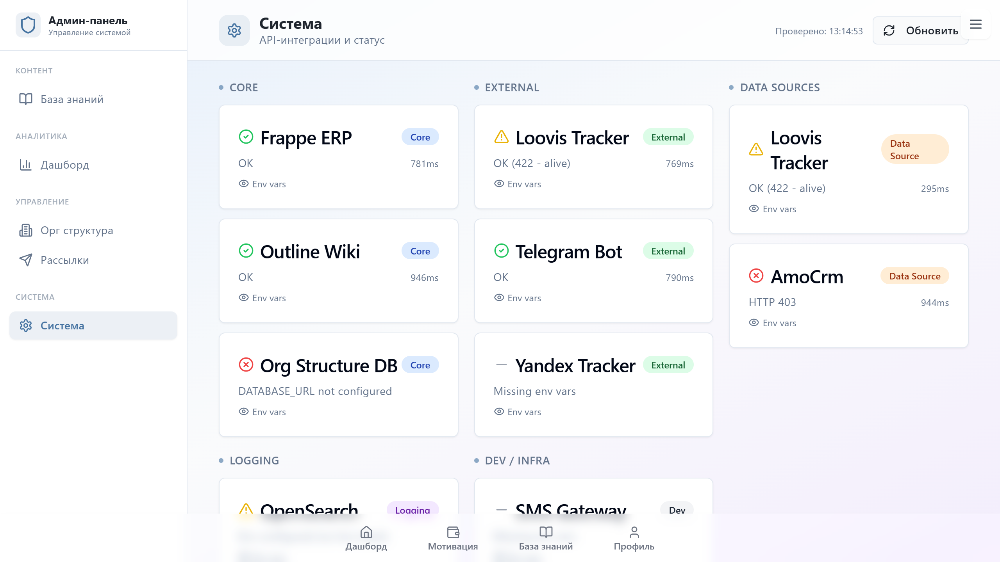 Админ-панель
Управление системой
КОНТЕНТ
База знаний
АНАЛИТИКА
Дашборд
УПРАВЛЕНИЕ
Орг структура
Рассылки
СИСТЕМА
Система
Система
API-интеграции и статус
Проверено: 13:14:53
Обновить
CORE
Frappe ERP
Core
OK
781ms
Env vars
Outline Wiki
Core
OK
946ms
Env vars
Org Structure DB
Core
DATABASE_URL not configured
Env vars
EXTERNAL
Loovis Tracker
External
OK (422 - alive)
769ms
Env vars
Telegram Bot
External
OK
790ms
Env vars
Yandex Tracker
External
Missing env vars
Env vars
DATA SOURCES
Loovis
Tracker
Data
Source
OK (422 - alive)
295ms
Env vars
AmoCrm
Data Source
HTTP 403
944ms
Env vars
LOGGING
OpenSearch
Logging
DEV / INFRA
SMS Gateway
Dev
Дашборд
Мотивация
База знаний
Профиль